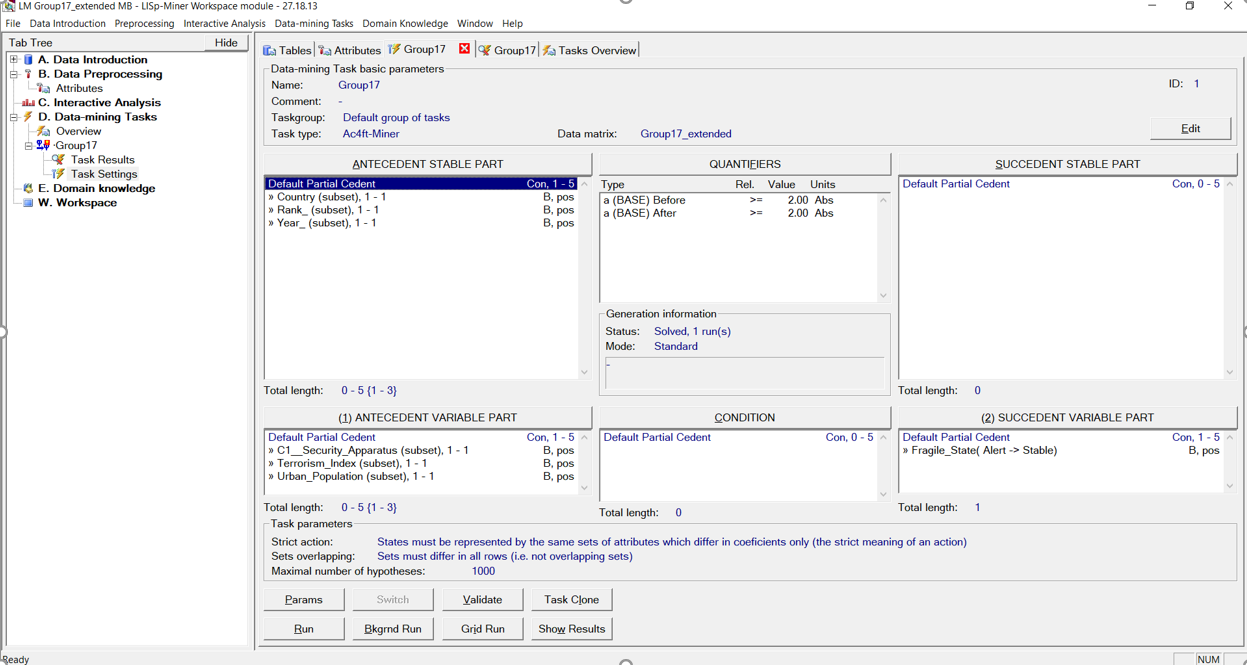 LM Group17_extended MB - LISp-Miner Workspace module - 27.18.13
File Data Introduction Preprocessing Interactive Analysis Data-mining Tasks Domain Knowledge Window Help
Tab Tree Hide
A. Data Introduction
B. Data Preprocessing
Attributes
C. Interactive Analysis
D. Data-mining Tasks
Overview
·Group17
Task Results
Task Settings
E. Domain knowledge
W. Workspace
Tables Attributes Group17 Group17 Tasks Overview
Data-mining Task basic parameters
Name: Group17 ID: 1
Comment: -
Taskgroup: Default group of tasks
Task type: Ac4ft-Miner Data matrix: Group17_extended
Edit
ANTECEDENT STABLE PART
Default Partial Cedent Con, 1 - 5
» Country (subset), 1 - 1 B, pos
» Rank_ (subset), 1 - 1 B, pos
» Year_ (subset), 1 - 1 B, pos
Total length: 0 - 5 {1 - 3}
QUANTIFIERS
Type Rel. Value Units
a (BASE) Before >= 2.00 Abs
a (BASE) After >= 2.00 Abs
Generation information
Status: Solved, 1 run(s)
Mode: Standard
-
SUCCEDENT STABLE PART
Default Partial Cedent Con, 0 - 5
Total length: 0
(1) ANTECEDENT VARIABLE PART
Default Partial Cedent Con, 1 - 5
» C1__Security_Apparatus (subset), 1 - 1 B, pos
» Terrorism_Index (subset), 1 - 1 B, pos
» Urban_Population (subset), 1 - 1 B, pos
Total length: 0 - 5 {1 - 3}
CONDITION
Default Partial Cedent Con, 0 - 5
Total length: 0
(2) SUCCEDENT VARIABLE PART
Default Partial Cedent Con, 1 - 5
» Fragile_State( Alert -> Stable) B, pos
Total length: 1
Task parameters
Strict action: States must be represented by the same sets of attributes which differ in coeficients only (the strict meaning of an action)
Sets overlapping: Sets must differ in all rows (i.e. not overlapping sets)
Maximal number of hypotheses: 1000
Params Switch Validate Task Clone
Run Bkgrnd Run Grid Run Show Results
Ready NUM